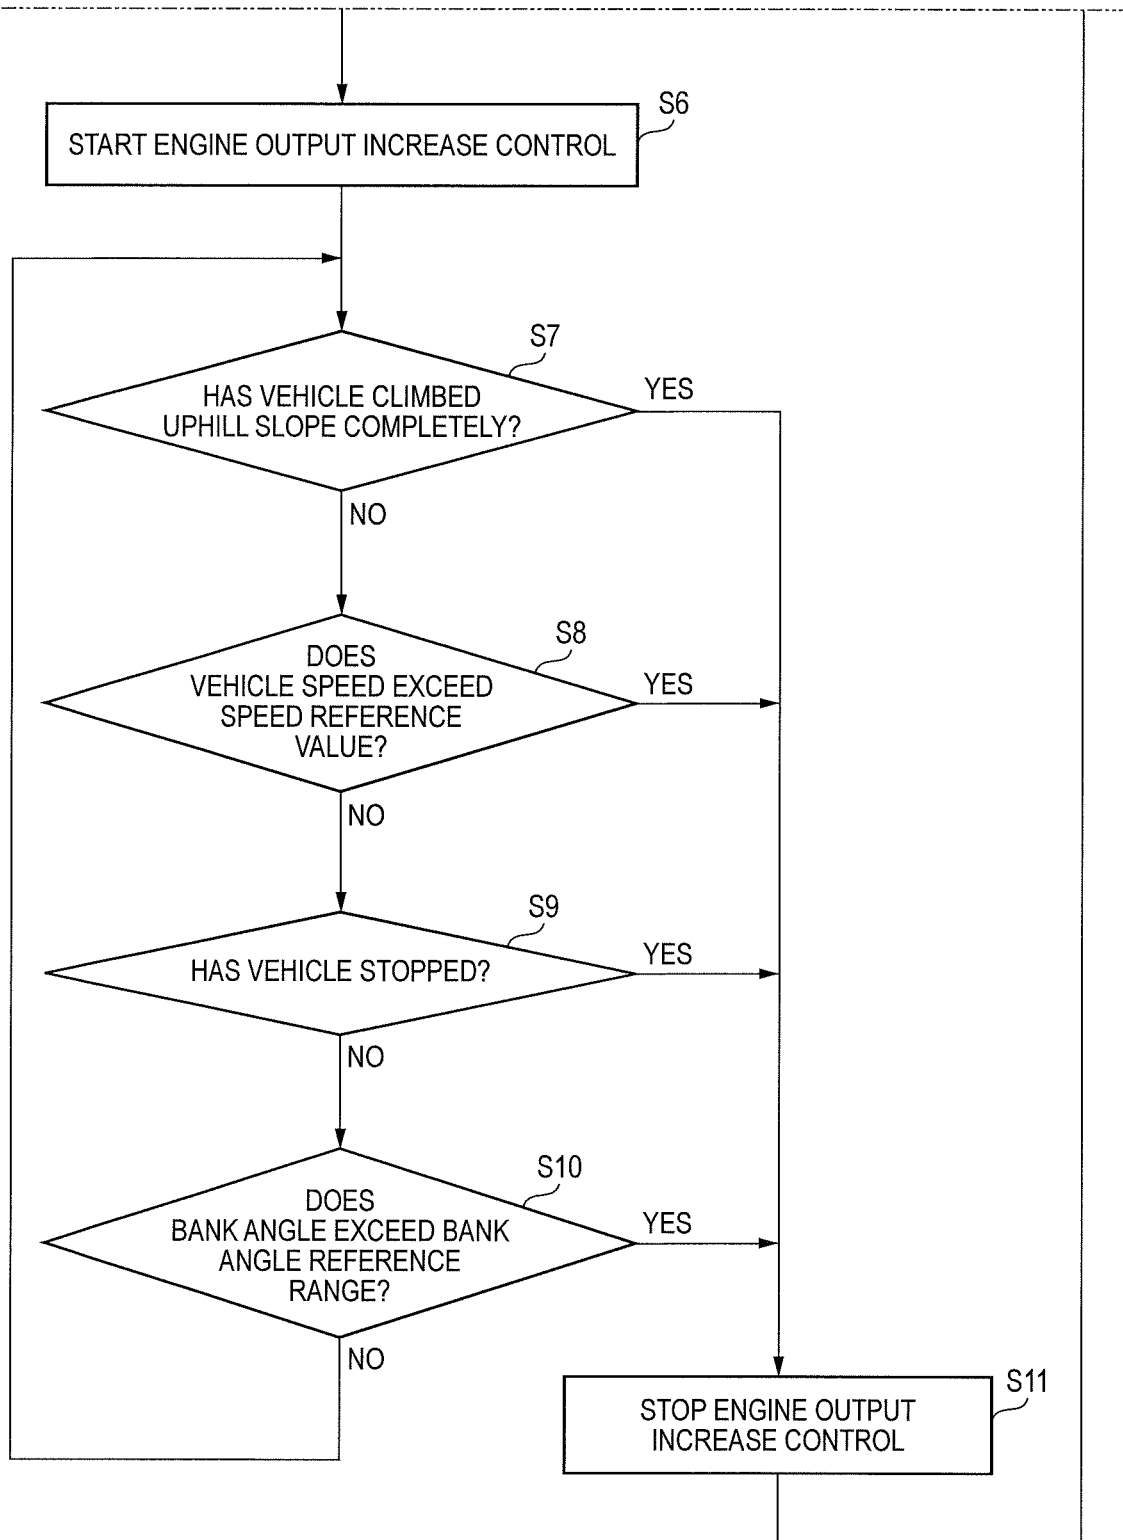 S6
START ENGINE OUTPUT INCREASE CONTROL
S7
HAS VEHICLE CLIMBED
UPHILL SLOPE COMPLETELY?
YES
NO
S8
DOES
VEHICLE SPEED EXCEED
SPEED REFERENCE
VALUE?
YES
NO
S9
HAS VEHICLE STOPPED?
YES
NO
S10
DOES
BANK ANGLE EXCEED BANK
ANGLE REFERENCE
RANGE?
YES
NO
S11
STOP ENGINE OUTPUT
INCREASE CONTROL